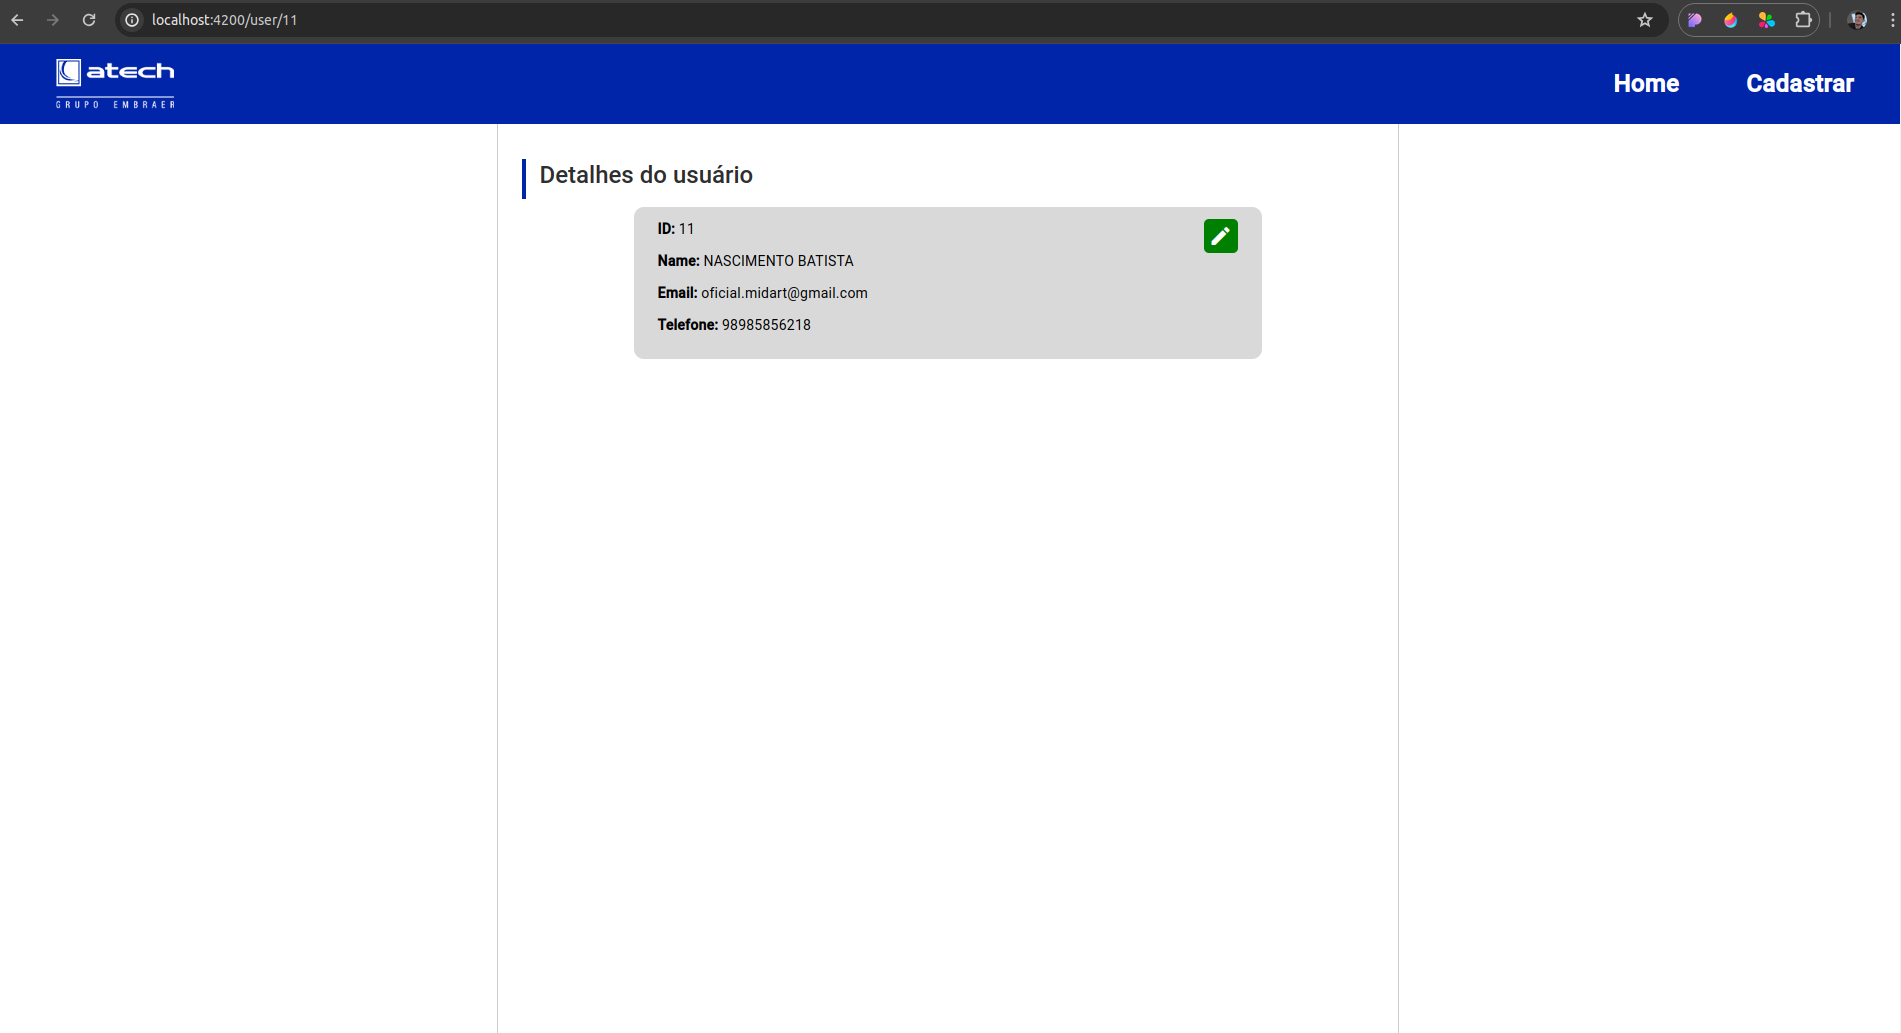 localhost:4200/user/11
atech
GRUPO EMBRAER
Home
Cadastrar
Detalhes do usuário
ID: 11
Name: NASCIMENTO BATISTA
Email: oficial.midart@gmail.com
Telefone: 98985856218